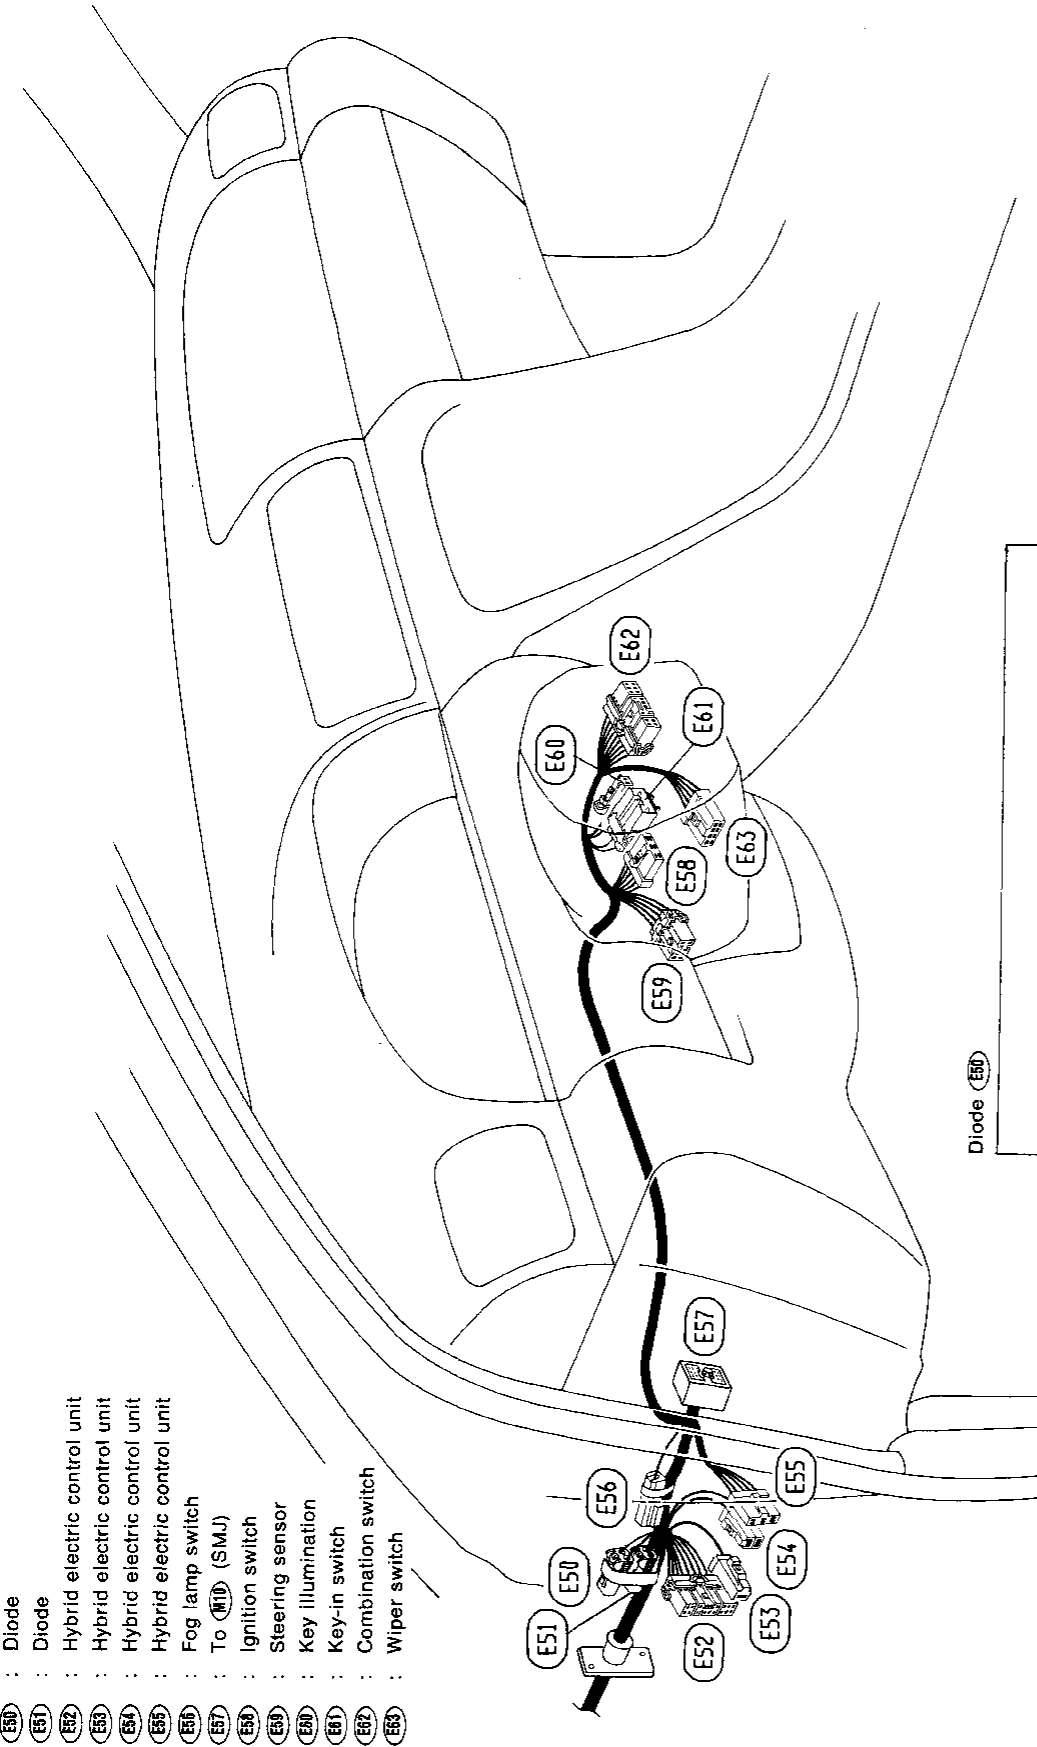 E50 : Diode
E51 : Diode
E52 : Hybrid electric control unit
E53 : Hybrid electric control unit
E54 : Hybrid electric control unit
E55 : Hybrid electric control unit
E56 : Fog lamp switch
E57 : To M10 (SMJ)
E58 : Ignition switch
E59 : Steering sensor
E60 : Key illumination
E61 : Key-in switch
E62 : Combination switch
E63 : Wiper switch
E51
E50
E56
E52
E53
E54
E55
E57
E59
E58
E60
E63
E61
E62
Diode E50